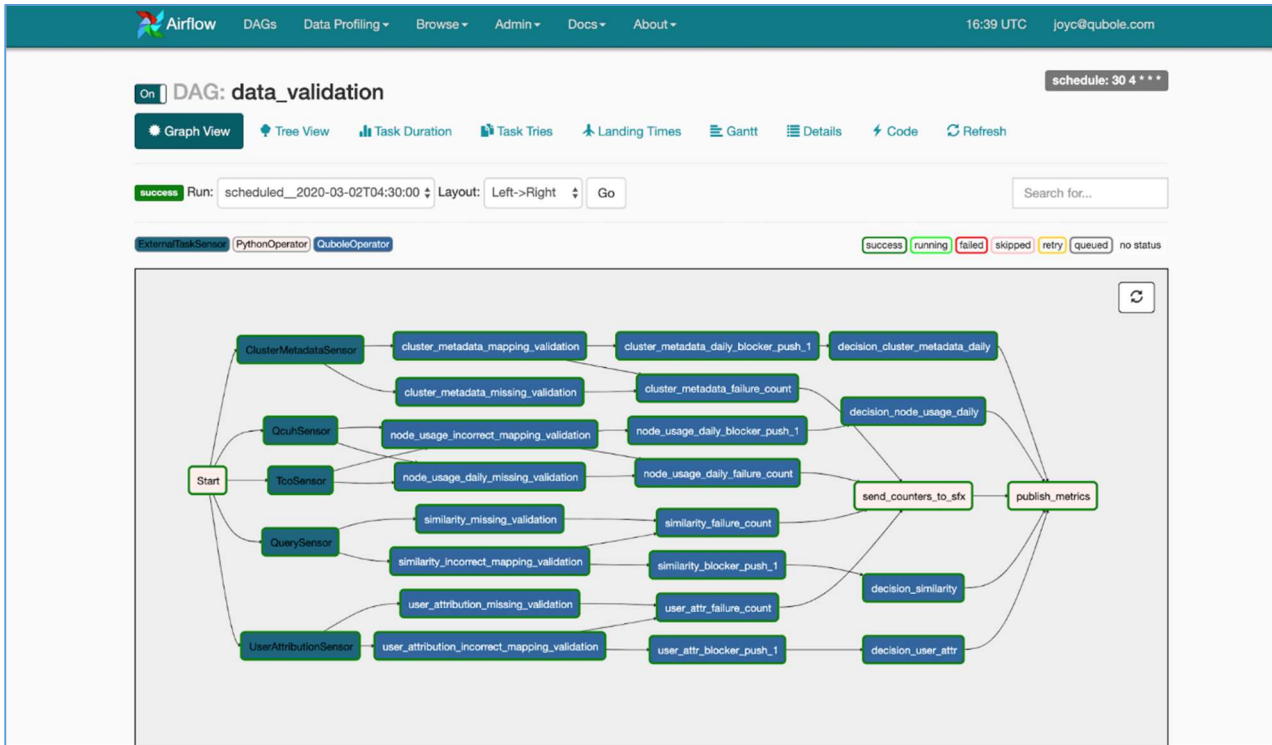 Airflow DAGs Data Profiling Browse Admin Docs About 16:39 UTC joyc@qubole.com
schedule: 30 4 * * *
On DAG: data_validation
Graph View Tree View Task Duration Task Tries Landing Times Gantt Details Code Refresh
success Run: scheduled__2020-03-02T04:30:00 Layout: Left->Right Go Search for...
ExternalTaskSensor PythonOperator QuboleOperator success running failed skipped retry queued no status
ClusterMetadataSensor cluster_metadata_mapping_validation cluster_metadata_daily_blocker_push_1 decision_cluster_metadata_daily
cluster_metadata_missing_validation cluster_metadata_failure_count
decision_node_usage_daily
QcuhSensor node_usage_incorrect_mapping_validation node_usage_daily_blocker_push_1
Start TcoSensor node_usage_daily_missing_validation node_usage_daily_failure_count
send_counters_to_sfx publish_metrics
similarity_missing_validation similarity_failure_count
QuerySensor similarity_incorrect_mapping_validation similarity_blocker_push_1
decision_similarity
user_attribution_missing_validation user_attr_failure_count
UserAttributionSensor user_attribution_incorrect_mapping_validation user_attr_blocker_push_1 decision_user_attr